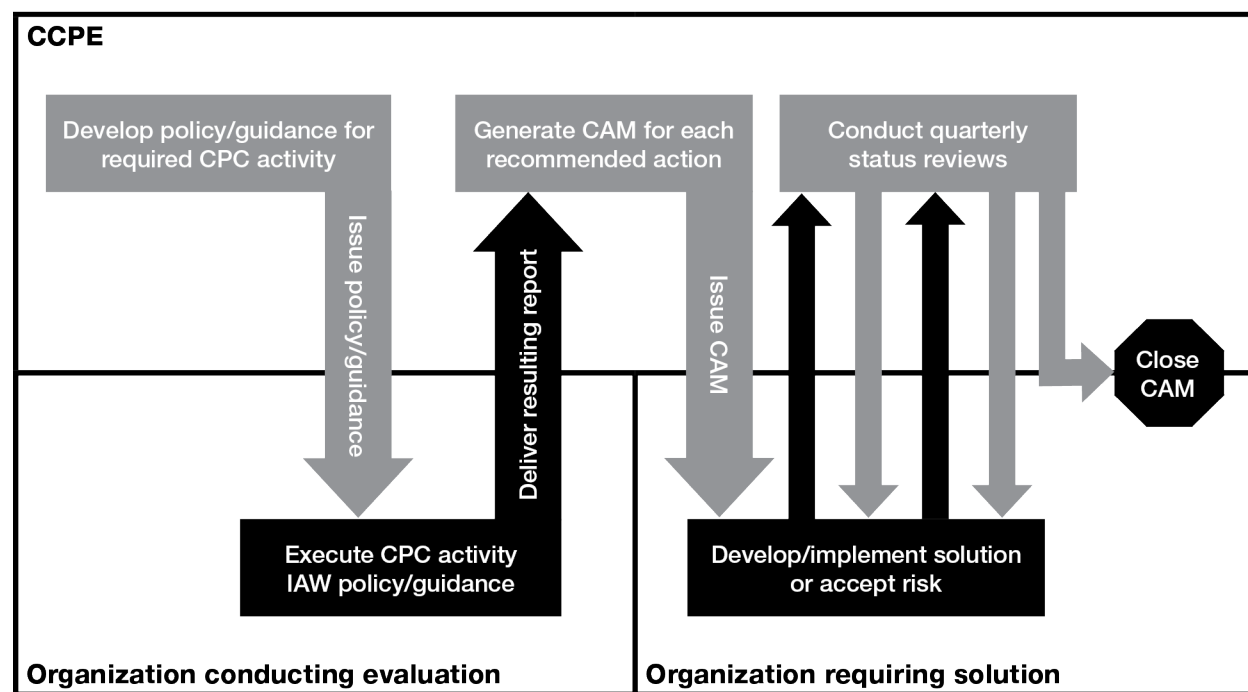 CCPE
Develop policy/guidance for
required CPC activity
Issue policy/guidance
Execute CPC activity
IAW policy/guidance
Deliver resulting report
Generate CAM for each
recommended action
Issue CAM
Develop/implement solution
or accept risk
Conduct quarterly
status reviews
Close
CAM
Organization conducting evaluation
Organization requiring solution